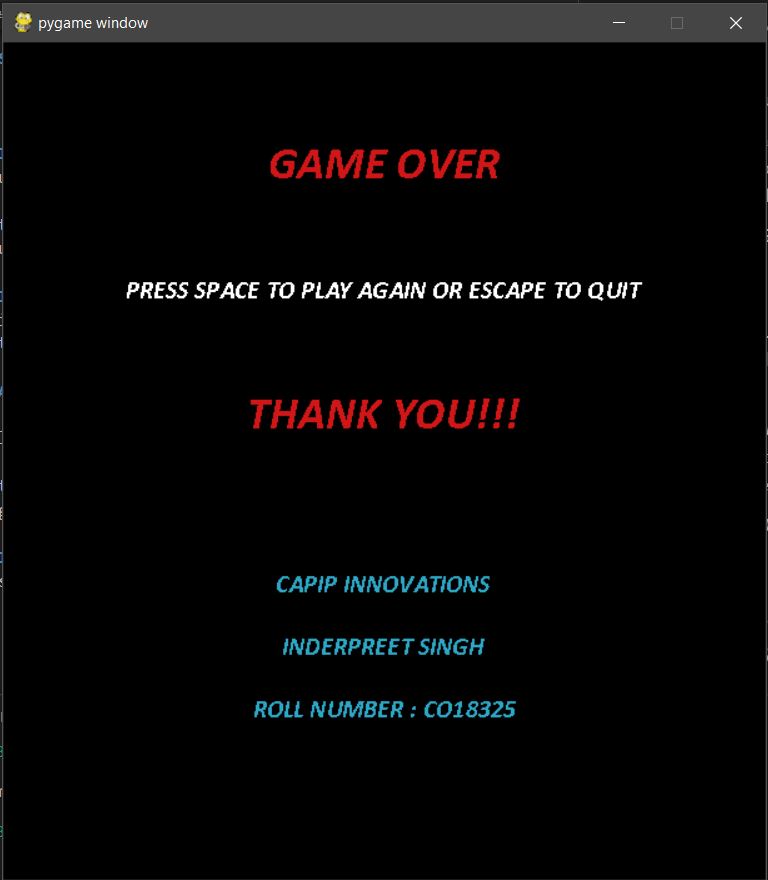 pygame window
GAME OVER
PRESS SPACE TO PLAY AGAIN OR ESCAPE TO QUIT
THANK YOU!!!
CAPIP INNOVATIONS
INDERPREET SINGH
ROLL NUMBER : CO18325